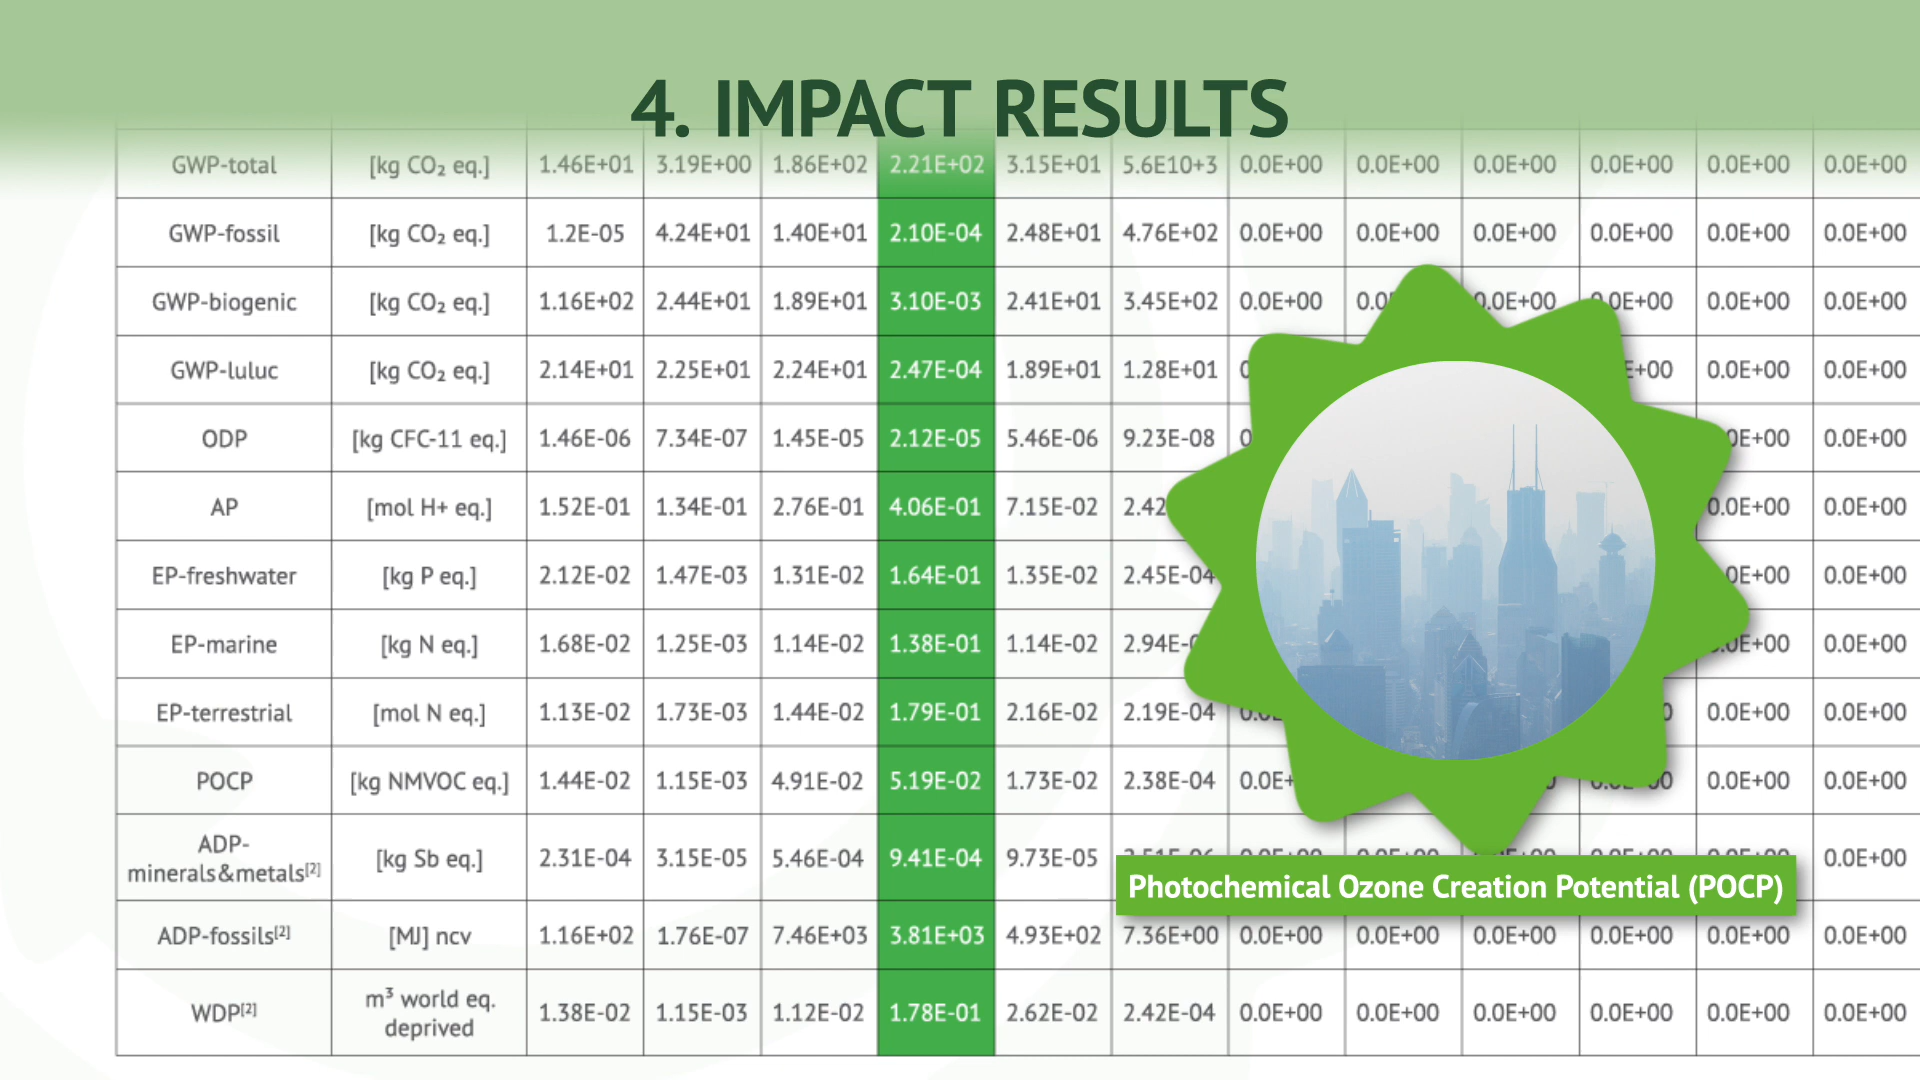 4. IMPACT RESULTS
GWP-total [kg CO₂ eq.] 1.46E+01 3.19E+00 1.86E+02 2.21E+02 3.15E+01 5.6E10+3 0.0E+00 0.0E+00 0.0E+00 0.0E+00 0.0E+00 0.0E+00
GWP-fossil [kg CO₂ eq.] 1.2E-05 4.24E+01 1.40E+01 2.10E-04 2.48E+01 4.76E+02 0.0E+00 0.0E+00 0.0E+00 0.0E+00 0.0E+00 0.0E+00
GWP-biogenic [kg CO₂ eq.] 1.16E+02 2.44E+01 1.89E+01 3.10E-03 2.41E+01 3.45E+02 0.0E+00 0.0E+00 0.0E+00 0.0E+00
GWP-luluc [kg CO₂ eq.] 2.14E+01 2.25E+01 2.24E+01 2.47E-04 1.89E+01 1.28E+01 0.0E+00 0.0E+00
ODP [kg CFC-11 eq.] 1.46E-06 7.34E-07 1.45E-05 2.12E-05 5.46E-06 9.23E-08 0.0E+00
AP [mol H+ eq.] 1.52E-01 1.34E-01 2.76E-01 4.06E-01 7.15E-02 2.42 0.0E+00 0.0E+00
EP-freshwater [kg P eq.] 2.12E-02 1.47E-03 1.31E-02 1.64E-01 1.35E-02 2.45E-04 0.0E+00
EP-marine [kg N eq.] 1.68E-02 1.25E-03 1.14E-02 1.38E-01 1.14E-02 2.94E- 0.0E+00
EP-terrestrial [mol N eq.] 1.13E-02 1.73E-03 1.44E-02 1.79E-01 2.16E-02 2.19E-04 0.0E+00 0.0E+00
POCP [kg NMVOC eq.] 1.44E-02 1.15E-03 4.91E-02 5.19E-02 1.73E-02 2.38E-04 0.0E+ 0.0E+00 0.0E+00
ADP-
minerals&metals[2] [kg Sb eq.] 2.31E-04 3.15E-05 5.46E-04 9.41E-04 9.73E-05 0.0E+00
Photochemical Ozone Creation Potential (POCP)
ADP-fossils[2] [MJ] ncv 1.16E+02 1.76E-07 7.46E+03 3.81E+03 4.93E+02 7.36E+00 0.0E+00 0.0E+00 0.0E+00 0.0E+00 0.0E+00 0.0E+00
WDP[2] m³ world eq.
deprived 1.38E-02 1.15E-03 1.12E-02 1.78E-01 2.62E-02 2.42E-04 0.0E+00 0.0E+00 0.0E+00 0.0E+00 0.0E+00 0.0E+00